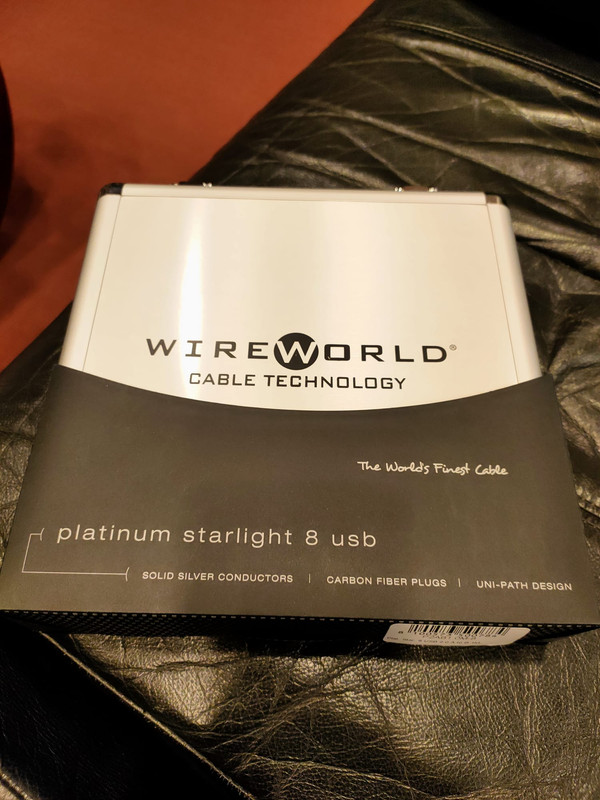 WIREWORLD®
CABLE TECHNOLOGY
The World's Finest Cable
platinum starlight 8 usb
SOLID SILVER CONDUCTORS | CARBON FIBER PLUGS | UNI-PATH DESIGN